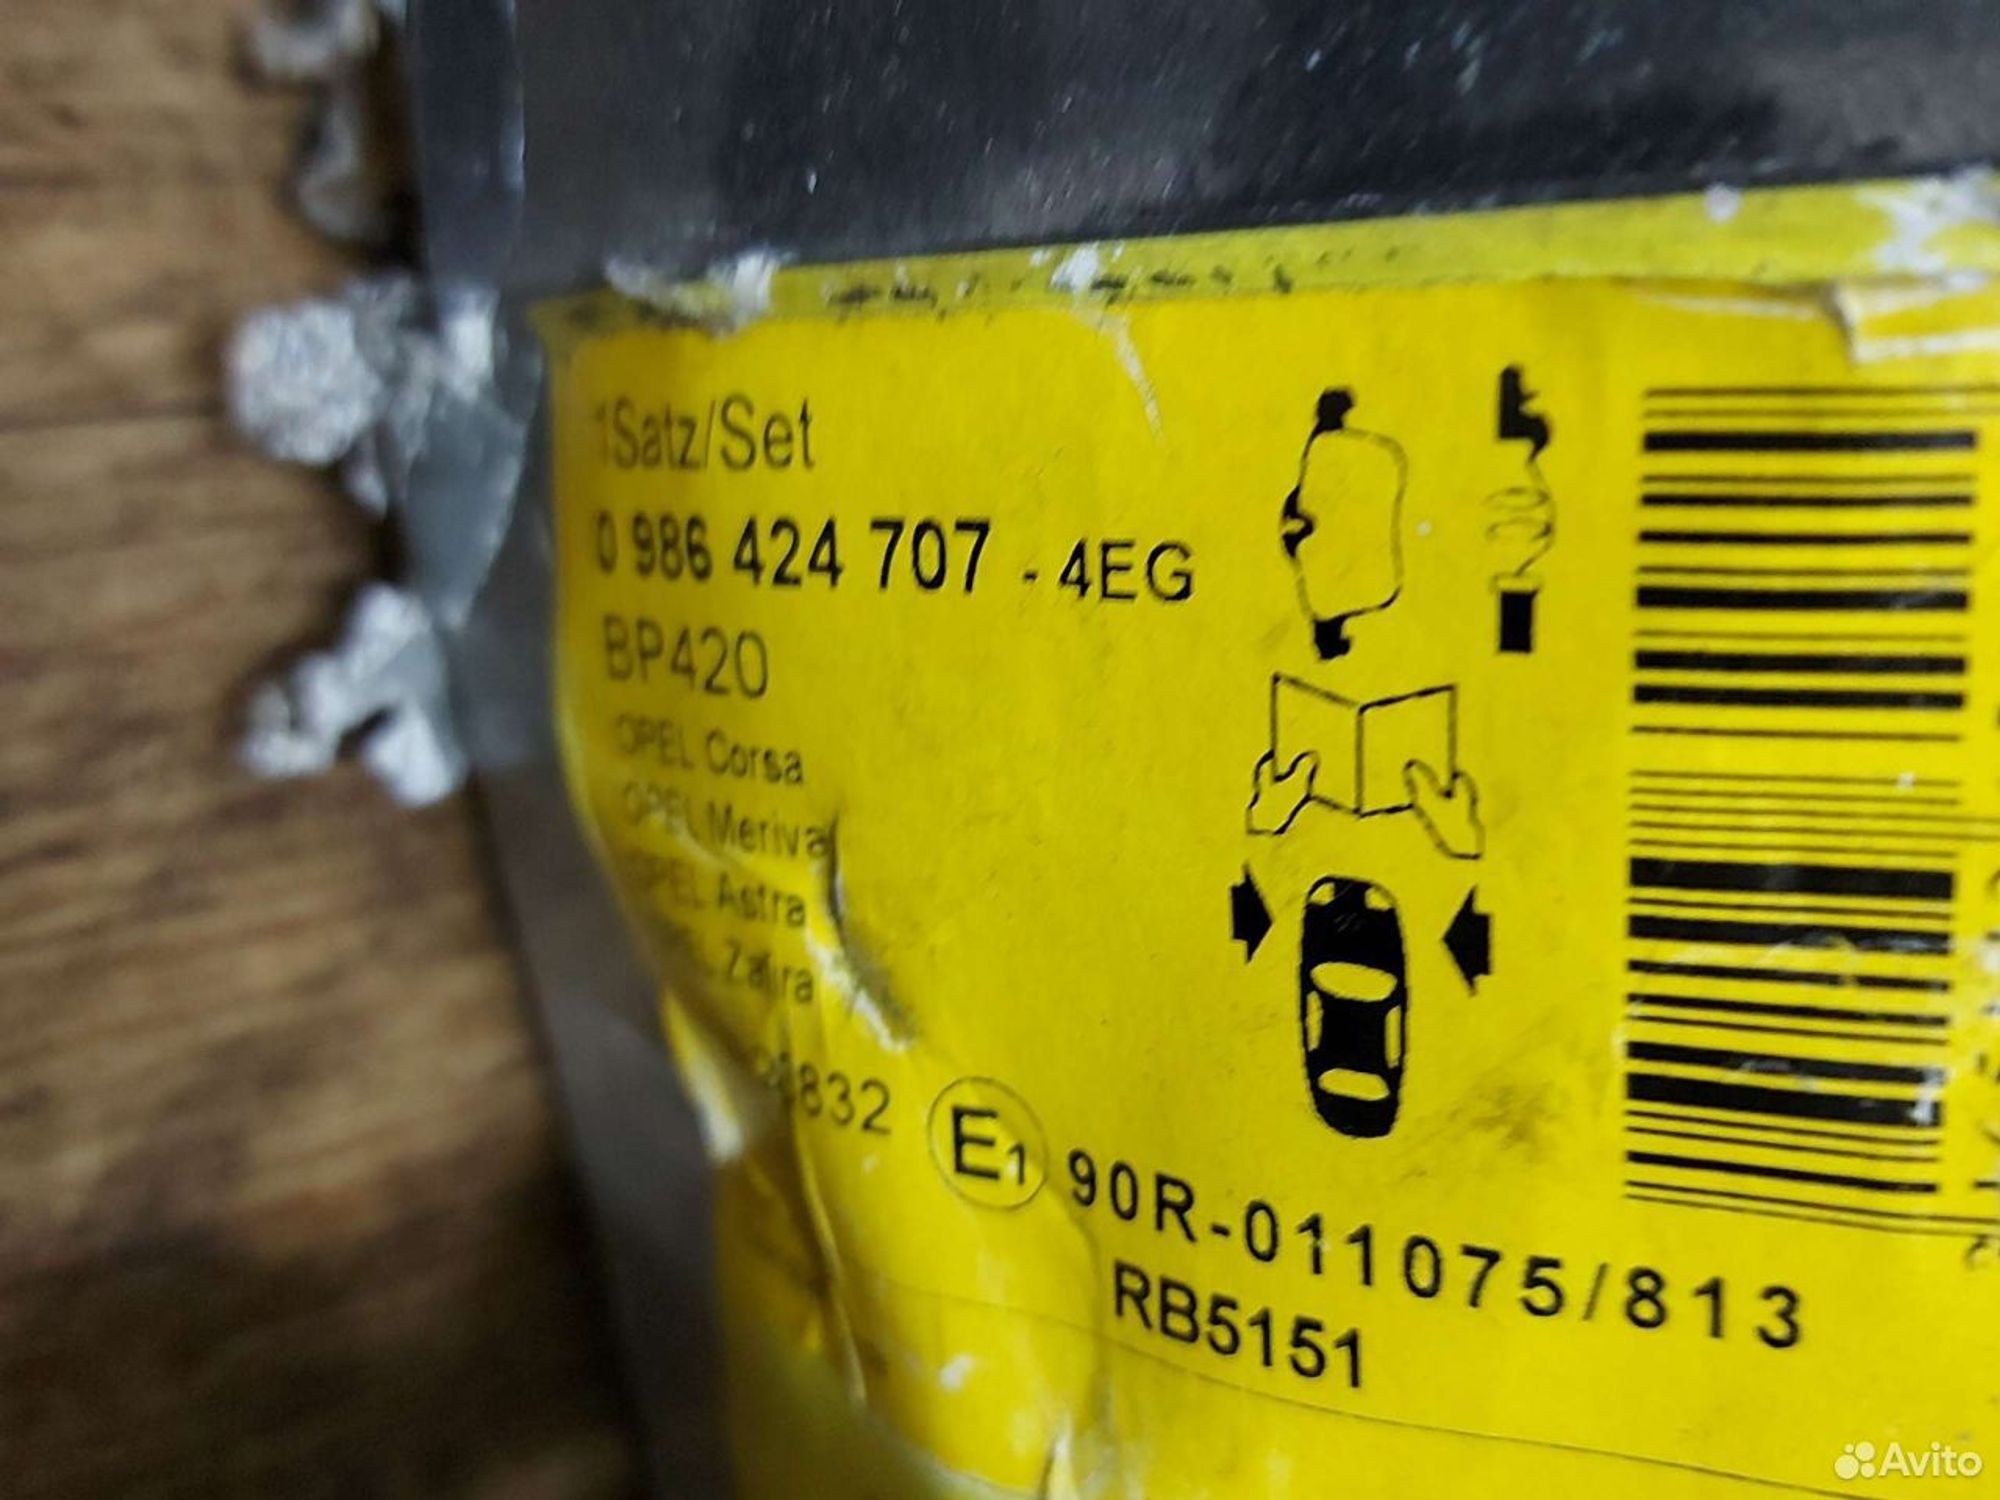 1Satz/Set
0 986 424 707 - 4EG
BP420
OPEL Corsa
OPEL Meriva
OPEL Astra
Zafira
832
E1 90R-011075/813
RB5151
Avito